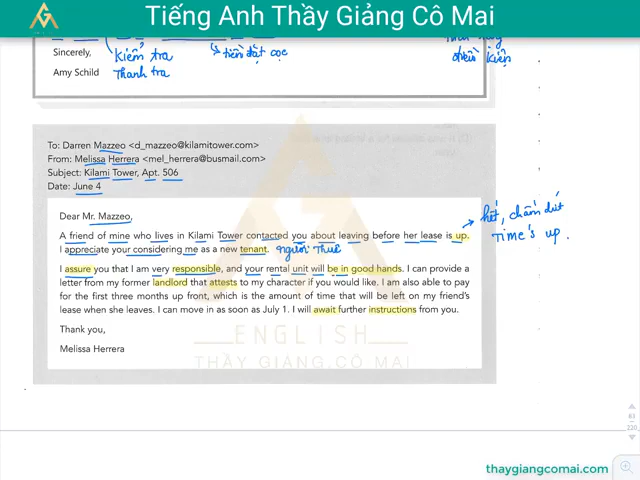 Tiếng Anh Thầy Giảng Cô Mai
Sincerely,
Kiểm tra
tiền đặt cọc
điều kiện
Amy Schild
Thanh tra
To: Darren Mazzeo <d_mazzeo@kilamitower.com>
From: Melissa Herrera <mel_herrera@busmail.com>
Subject: Kilami Tower, Apt. 506
Date: June 4
Dear Mr. Mazzeo,
hết, chấm dứt
A friend of mine who lives in Kilami Tower contacted you about leaving before her lease is up.
Time's up.
I appreciate your considering me as a new tenant.
người thuê
I assure you that I am very responsible, and your rental unit will be in good hands. I can provide a
letter from my former landlord that attests to my character if you would like. I am also able to pay
for the first three months up front, which is the amount of time that will be left on my friend's
lease when she leaves. I can move in as soon as July 1. I will await further instructions from you.
Thank you,
Melissa Herrera
ENGLISH
THẦY GIẢNG, CÔ MAI
83
220
thaygiangcomai.com